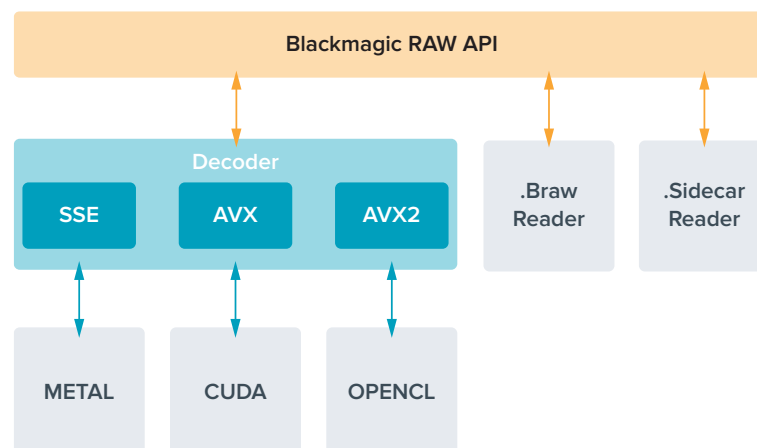 Blackmagic RAW API
Decoder
SSE
AVX
AVX2
.Braw
Reader
.Sidecar
Reader
METAL
CUDA
OPENCL